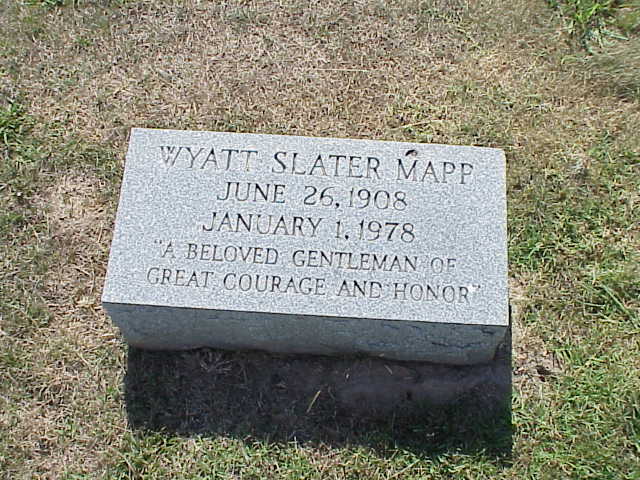 WYATT SLATER MAPP
JUNE 26, 1908
JANUARY 1, 1978
"A BELOVED GENTLEMAN OF
GREAT COURAGE AND HONOR"